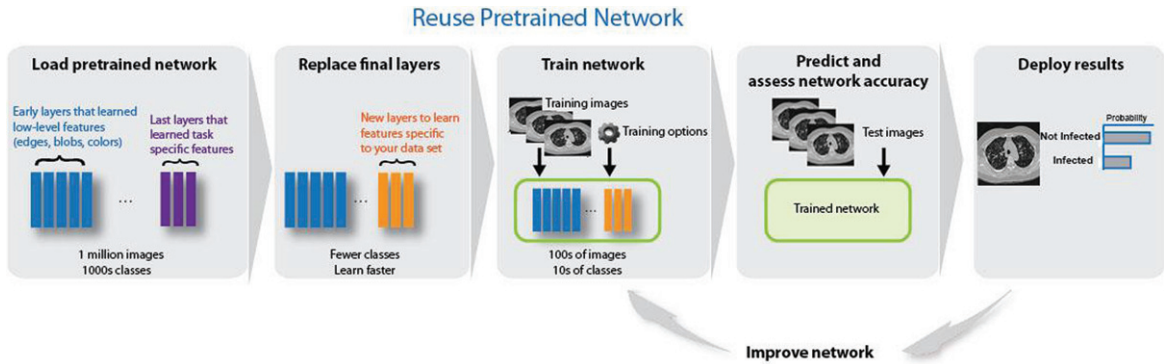 Reuse Pretrained Network
Load pretrained network
Early layers that learned
low-level features
(edges, blobs, colors)
Last layers that
learned task
specific features
...
1 million images
1000s classes
Replace final layers
New layers to learn
features specific
to your data set
...
Fewer classes
Learn faster
Train network
Training images
Training options
...
100s of images
10s of classes
Predict and
assess network accuracy
Test images
Trained network
Deploy results
Probability
Not Infected
Infected
Improve network